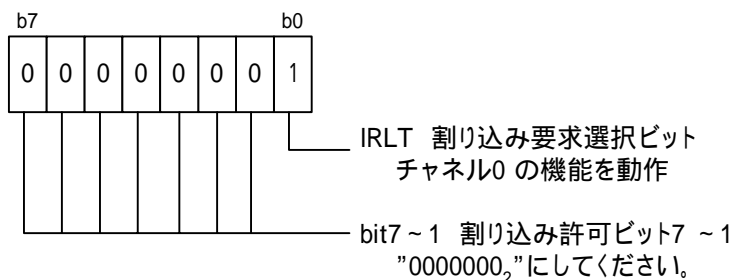 b7 b0
0 0 0 0 0 0 0 1
IRLT 割り込み要求選択ビット
チャネル0 の機能を動作
bit7 ~ 1 割り込み許可ビット7 ~ 1
"0000000₂"にしてください。